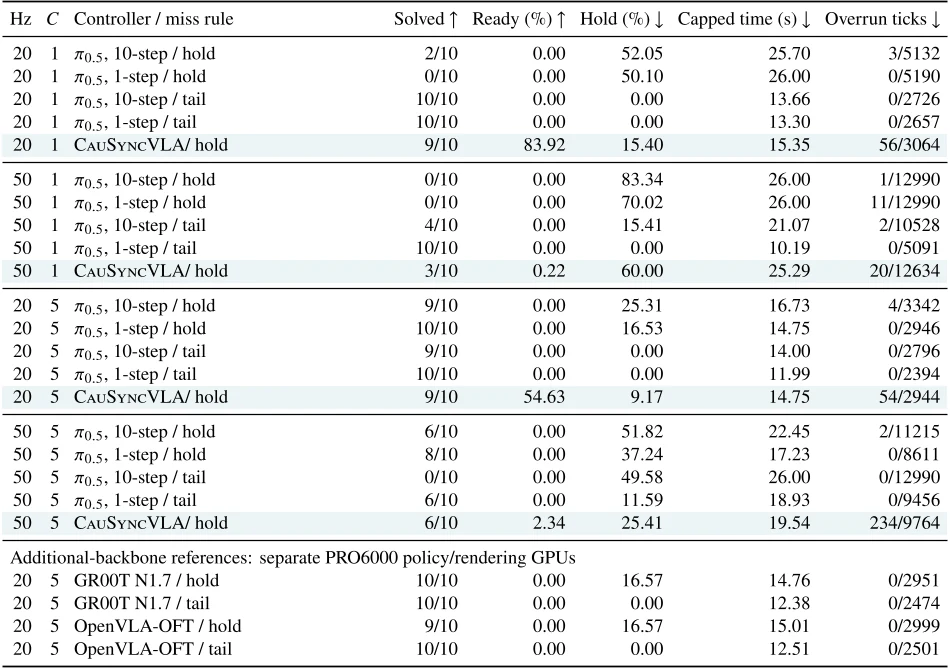 Hz C Controller / miss rule Solved ↑ Ready (%) ↑ Hold (%) ↓ Capped time (s) ↓ Overrun ticks ↓
20 1 π0.5, 10-step / hold 2/10 0.00 52.05 25.70 3/5132
20 1 π0.5, 1-step / hold 0/10 0.00 50.10 26.00 0/5190
20 1 π0.5, 10-step / tail 10/10 0.00 0.00 13.66 0/2726
20 1 π0.5, 1-step / tail 10/10 0.00 0.00 13.30 0/2657
20 1 CAUSYNCVLA/ hold 9/10 83.92 15.40 15.35 56/3064
50 1 π0.5, 10-step / hold 0/10 0.00 83.34 26.00 1/12990
50 1 π0.5, 1-step / hold 0/10 0.00 70.02 26.00 11/12990
50 1 π0.5, 10-step / tail 4/10 0.00 15.41 21.07 2/10528
50 1 π0.5, 1-step / tail 10/10 0.00 0.00 10.19 0/5091
50 1 CAUSYNCVLA/ hold 3/10 0.22 60.00 25.29 20/12634
20 5 π0.5, 10-step / hold 9/10 0.00 25.31 16.73 4/3342
20 5 π0.5, 1-step / hold 10/10 0.00 16.53 14.75 0/2946
20 5 π0.5, 10-step / tail 9/10 0.00 0.00 14.00 0/2796
20 5 π0.5, 1-step / tail 10/10 0.00 0.00 11.99 0/2394
20 5 CAUSYNCVLA/ hold 9/10 54.63 9.17 14.75 54/2944
50 5 π0.5, 10-step / hold 6/10 0.00 51.82 22.45 2/11215
50 5 π0.5, 1-step / hold 8/10 0.00 37.24 17.23 0/8611
50 5 π0.5, 10-step / tail 0/10 0.00 49.58 26.00 0/12990
50 5 π0.5, 1-step / tail 6/10 0.00 11.59 18.93 0/9456
50 5 CAUSYNCVLA/ hold 6/10 2.34 25.41 19.54 234/9764
Additional-backbone references: separate PRO6000 policy/rendering GPUs
20 5 GR00T N1.7 / hold 10/10 0.00 16.57 14.76 0/2951
20 5 GR00T N1.7 / tail 10/10 0.00 0.00 12.38 0/2474
20 5 OpenVLA-OFT / hold 9/10 0.00 16.57 15.01 0/2999
20 5 OpenVLA-OFT / tail 10/10 0.00 0.00 12.51 0/2501